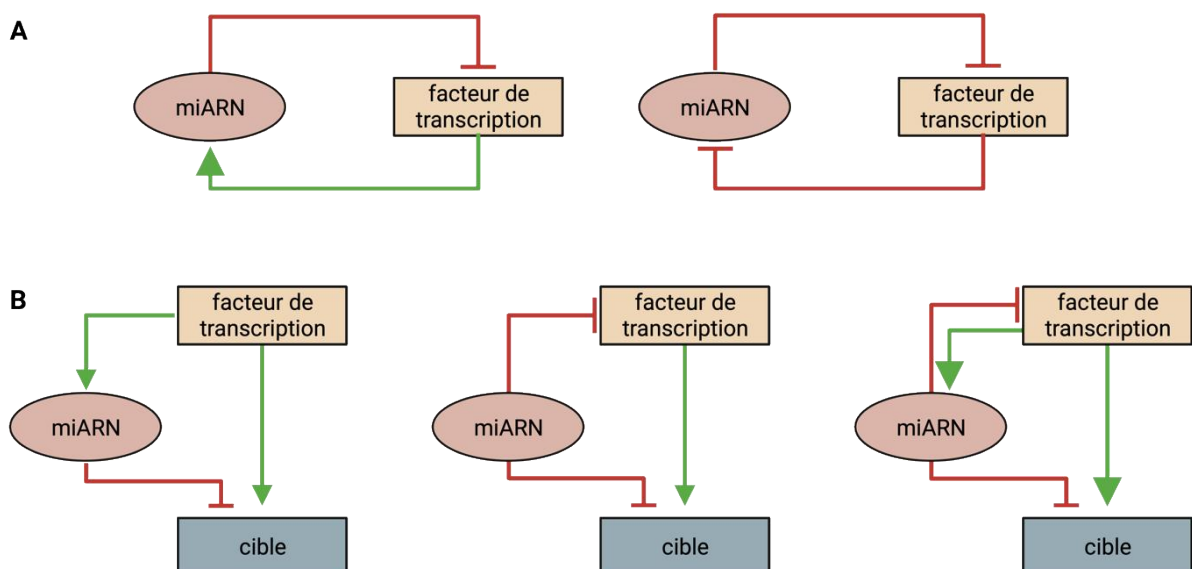 A
miARN
facteur de
transcription
miARN
facteur de
transcription
B
facteur de
transcription
miARN
cible
facteur de
transcription
miARN
cible
facteur de
transcription
miARN
cible